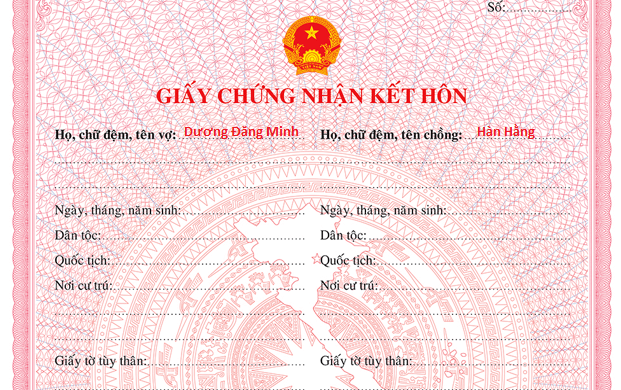 Số:
GIẤY CHỨNG NHẬN KẾT HÔN
Họ, chữ đệm, tên vợ: Dương Đăng Minh Họ, chữ đệm, tên chồng: Hàn Hằng
Ngày, tháng, năm sinh: Ngày, tháng, năm sinh:
Dân tộc: Dân tộc:
Quốc tịch: Quốc tịch:
Nơi cư trú: Nơi cư trú:
Giấy tờ tùy thân: Giấy tờ tùy thân: